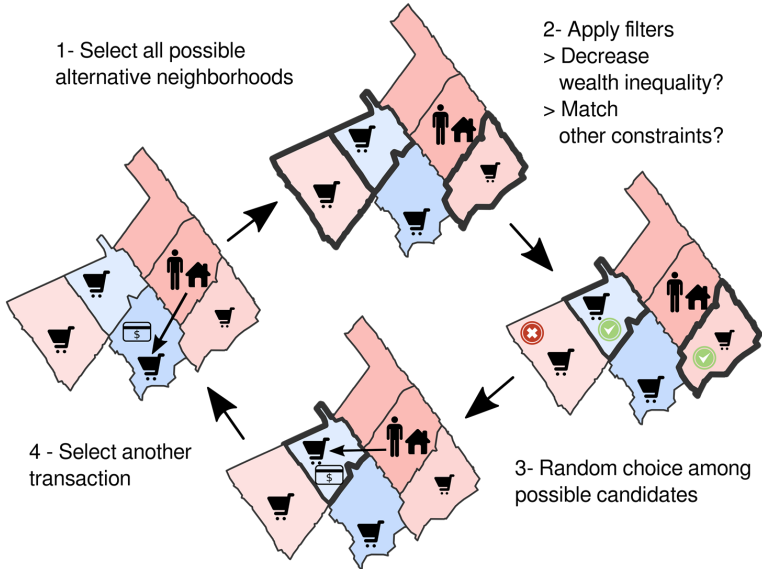 1- Select all possible
alternative neighborhoods
2- Apply filters
> Decrease
wealth inequality?
> Match
other constraints?
$
$
4 - Select another
transaction
3- Random choice among
possible candidates